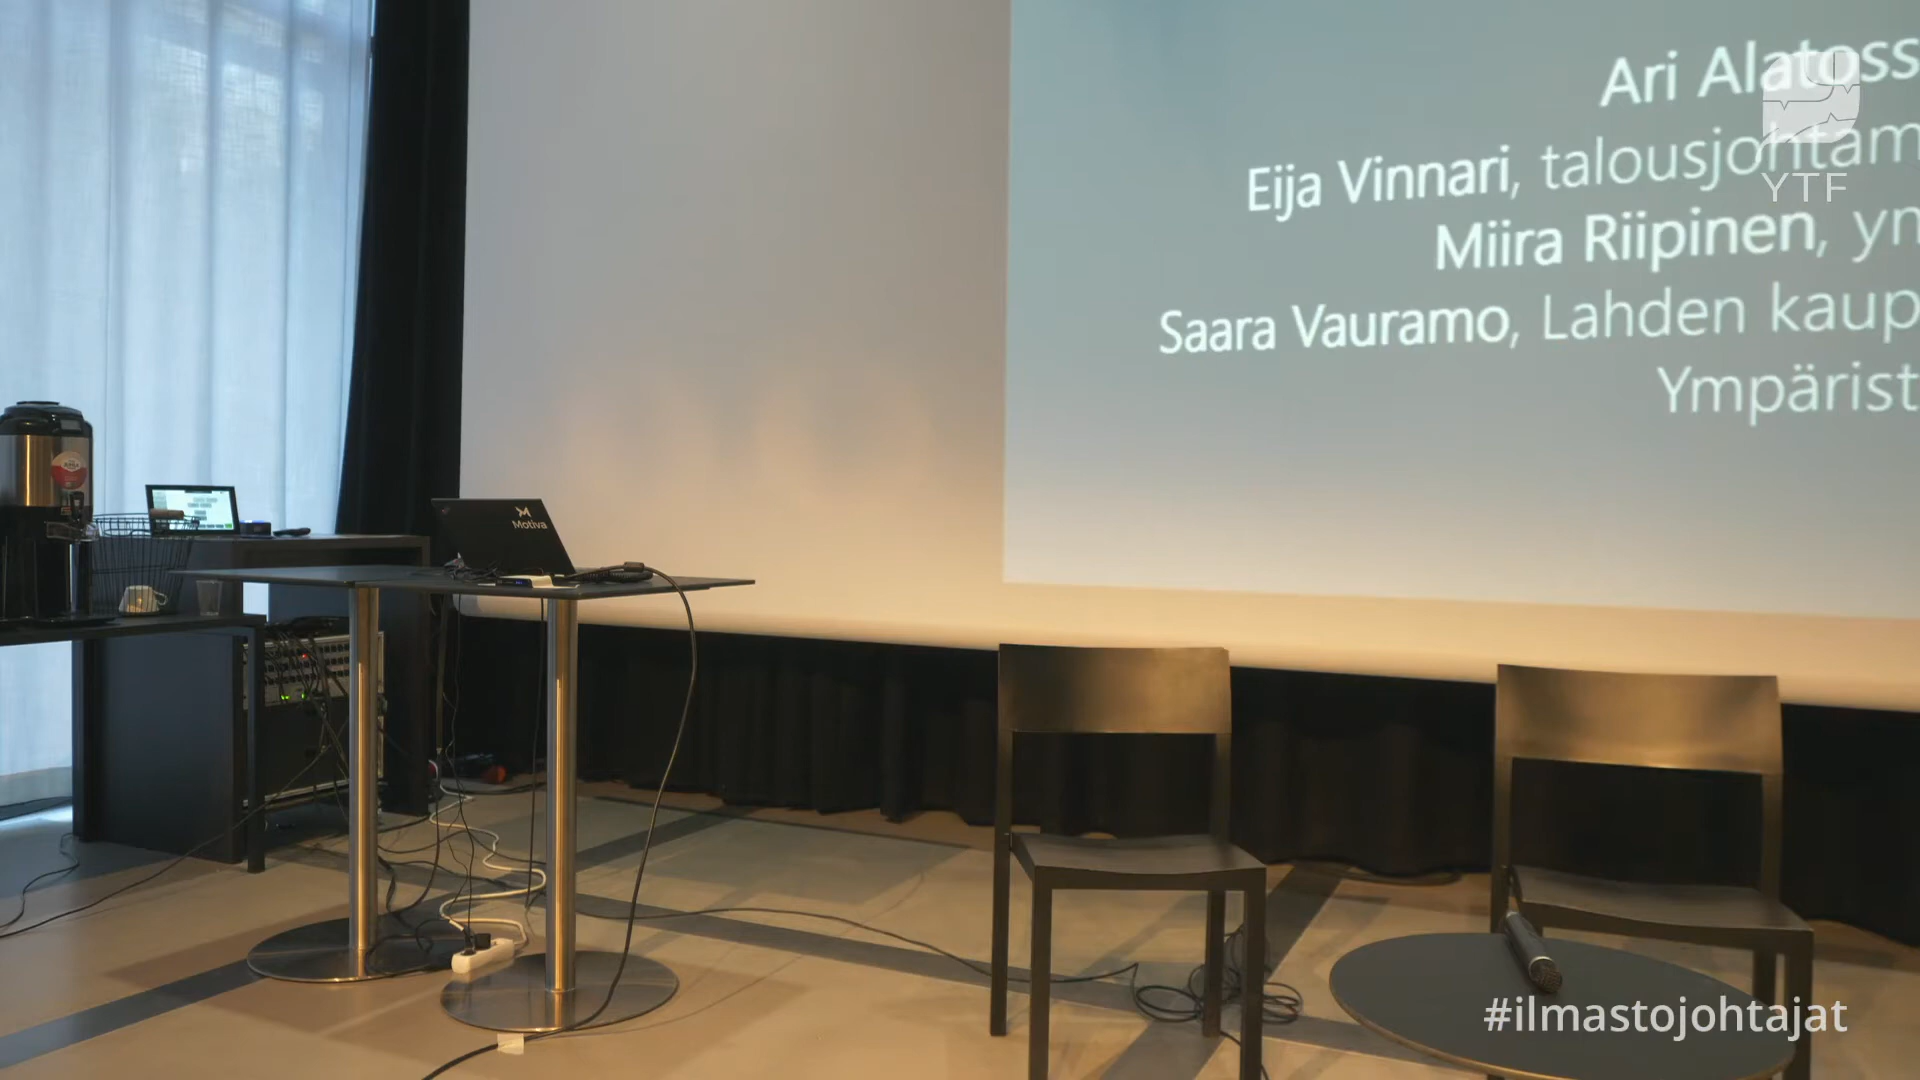 Ari Alatoss
Eija Vinnari, talousjohtam
Miira Riipinen, ym
Saara Vauramo, Lahden kaup
Ympärist
YTF
Motiva
#ilmastojohtajat